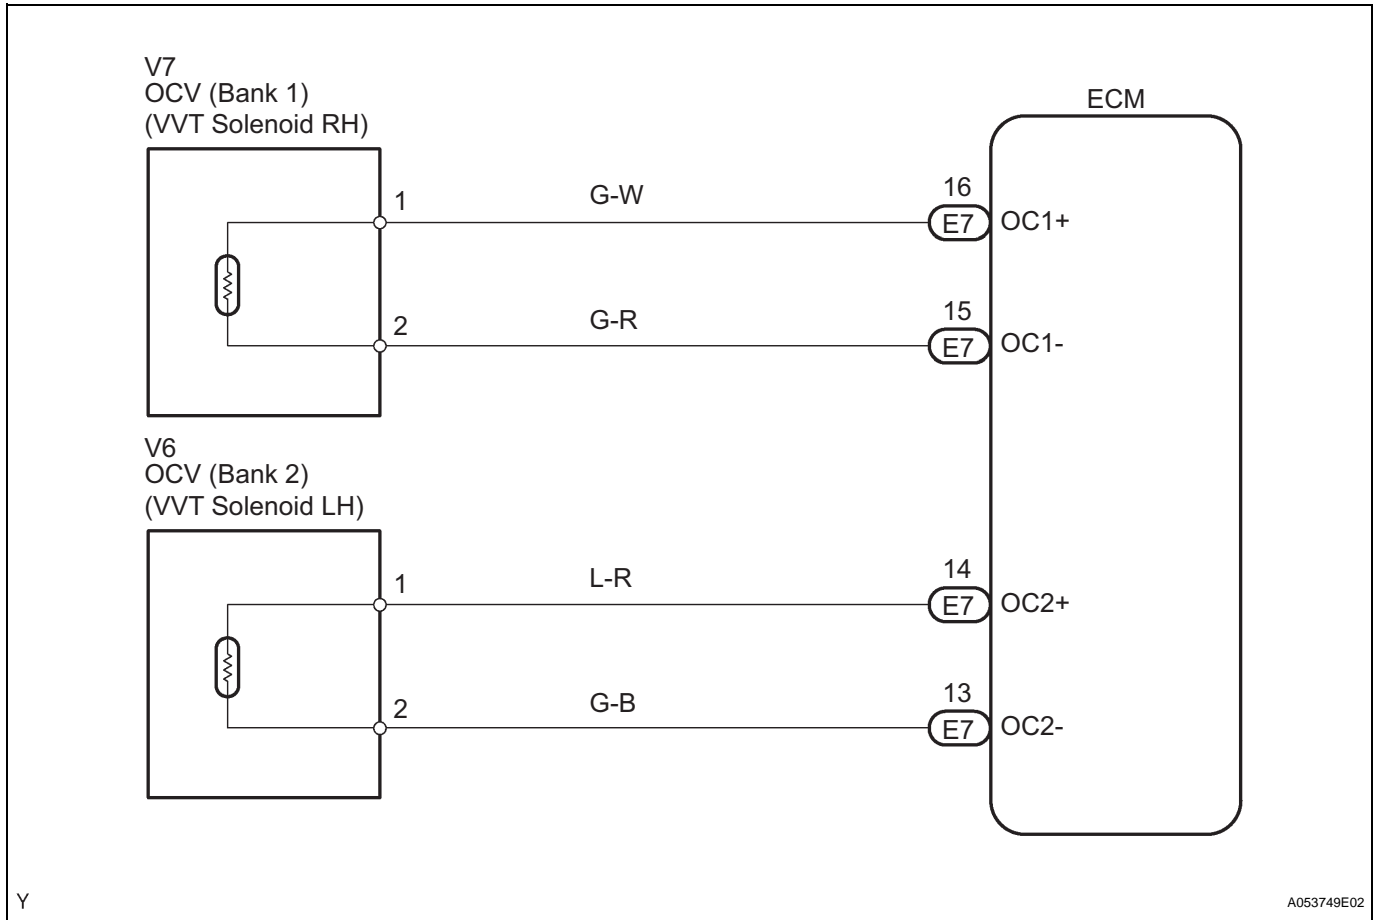 V7
OCV (Bank 1)
(VVT Solenoid RH)
ECM
1
G-W
16
E7
OC1+
2
G-R
15
E7
OC1-
V6
OCV (Bank 2)
(VVT Solenoid LH)
1
L-R
14
E7
OC2+
2
G-B
13
E7
OC2-
Y
A053749E02